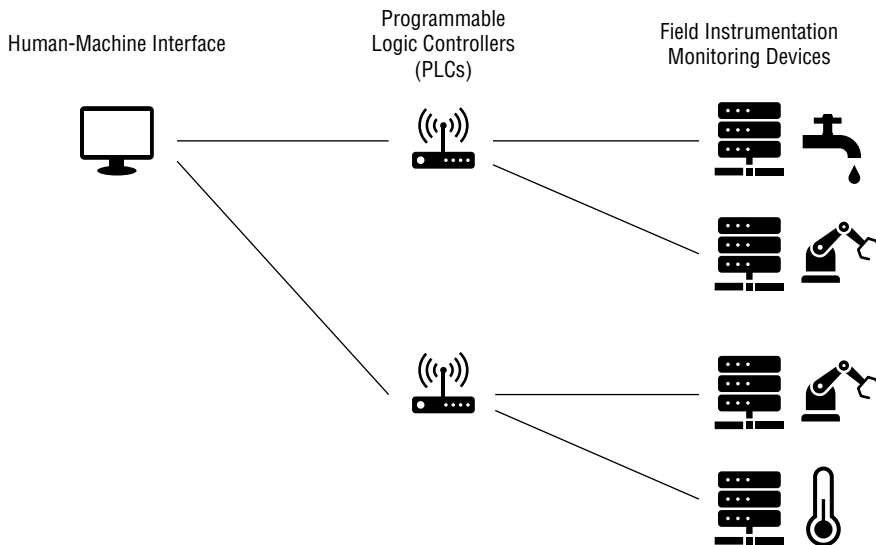 Human-Machine Interface
Programmable
Logic Controllers
(PLCs)
Field Instrumentation
Monitoring Devices